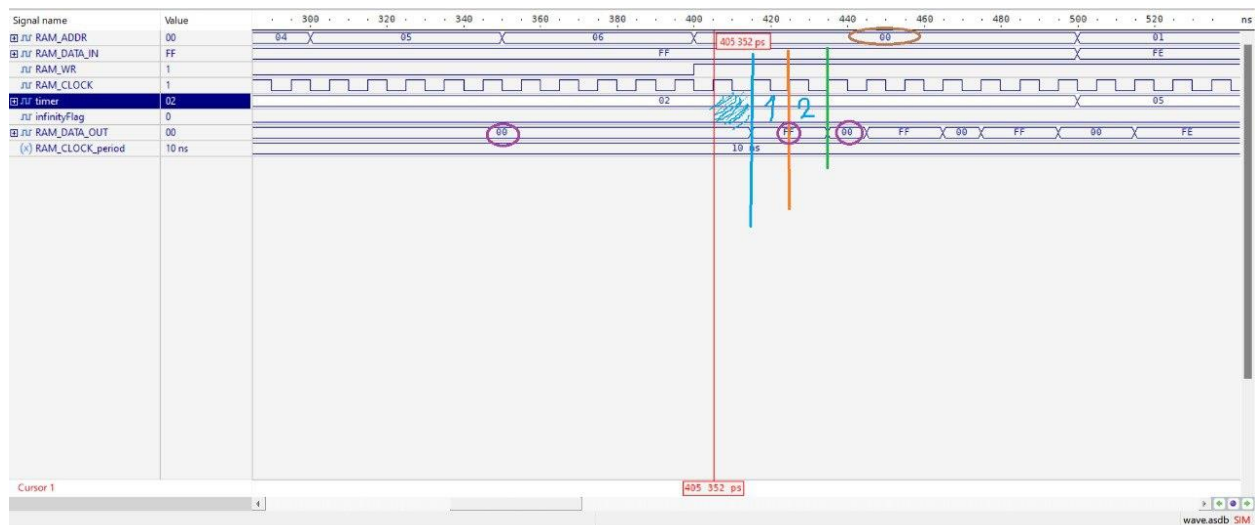 Signal name Value 300 320 340 360 380 400 420 440 460 480 500 520 ns
RAM_ADDR 00 04 05 06 00 01
405 352 ps
RAM_DATA_IN FF FF FE
RAM_WR 1
RAM_CLOCK 1
timer 02 02 05
1 2
infinityFlag 0
RAM_DATA_OUT 00 00 FF 00 FF 00 FF 00 FE
(x) RAM_CLOCK_period 10 ns 10 ns
Cursor 1 405 352 ps
wave.asdb SIM